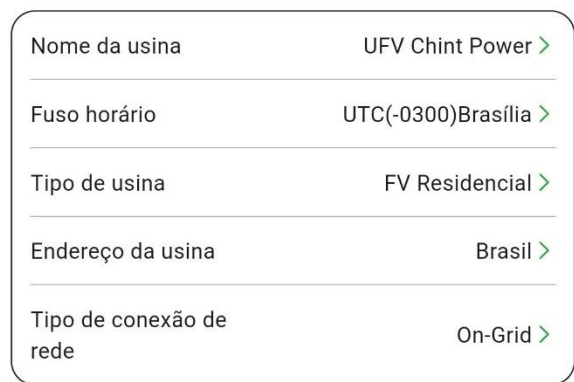 Nome da usina UFV Chint Power
Fuso horário UTC(-0300)Brasília
Tipo de usina FV Residencial
Endereço da usina Brasil
Tipo de conexão de
rede On-Grid